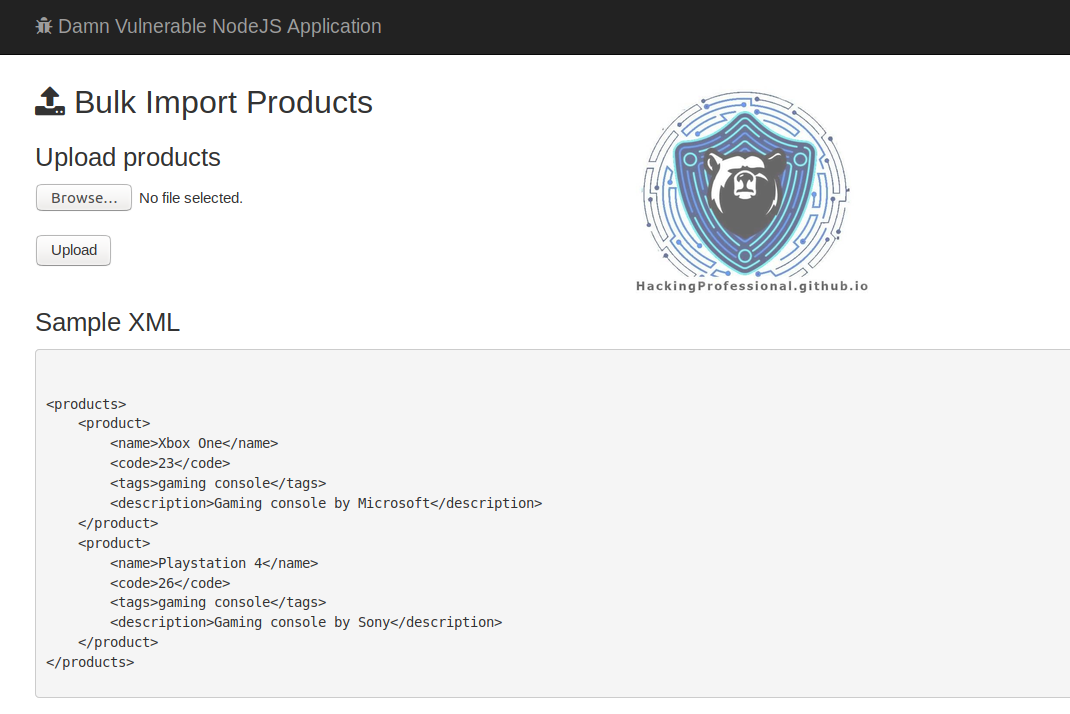 Damn Vulnerable NodeJS Application
Bulk Import Products
Upload products
Browse... No file selected.
Upload
HackingProfessional.github.io
Sample XML
<products>
    <product>
        <name>Xbox One</name>
        <code>23</code>
        <tags>gaming console</tags>
        <description>Gaming console by Microsoft</description>
    </product>
    <product>
        <name>Playstation 4</name>
        <code>26</code>
        <tags>gaming console</tags>
        <description>Gaming console by Sony</description>
    </product>
</products>